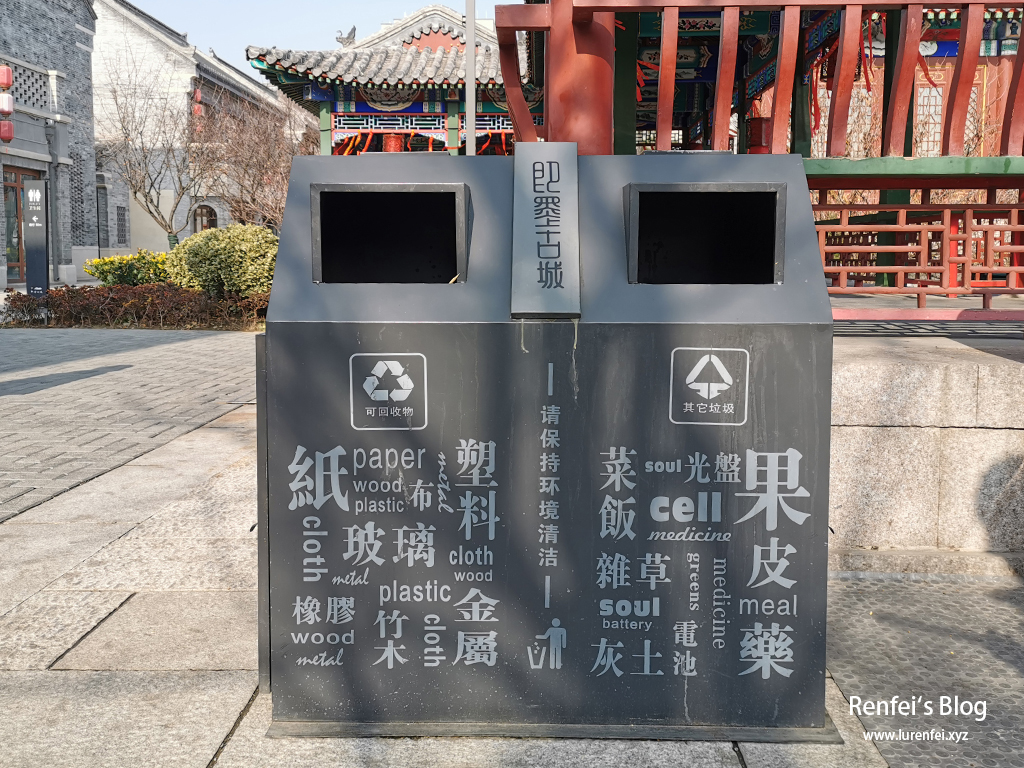 即墨古城
可回收物
其它垃圾
紙
paper
wood
plastic
布
metal
塑料
cloth
玻璃
metal
cloth
wood
plastic
橡膠
wood
metal
竹木
cloth
金屬
请保持环境清洁
菜飯
soul
光盤
cell
medicine
果皮
雜草
greens
medicine
meal
soul
battery
灰土
電池
藥
Renfei's Blog
www.lurenfei.xyz